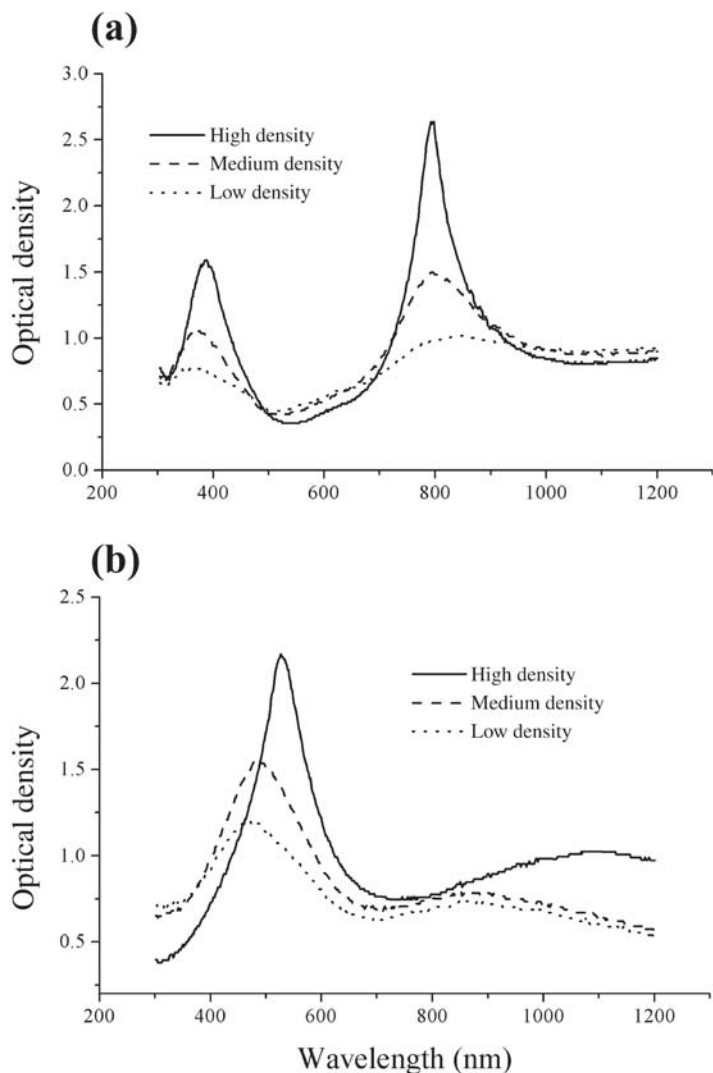 (a)
3.0
2.5
2.0
1.5
1.0
0.5
0.0
Optical density
High density
Medium density
Low density
200 400 600 800 1000 1200
(b)
2.5
2.0
1.5
1.0
0.5
Optical density
High density
Medium density
Low density
200 400 600 800 1000 1200
Wavelength (nm)